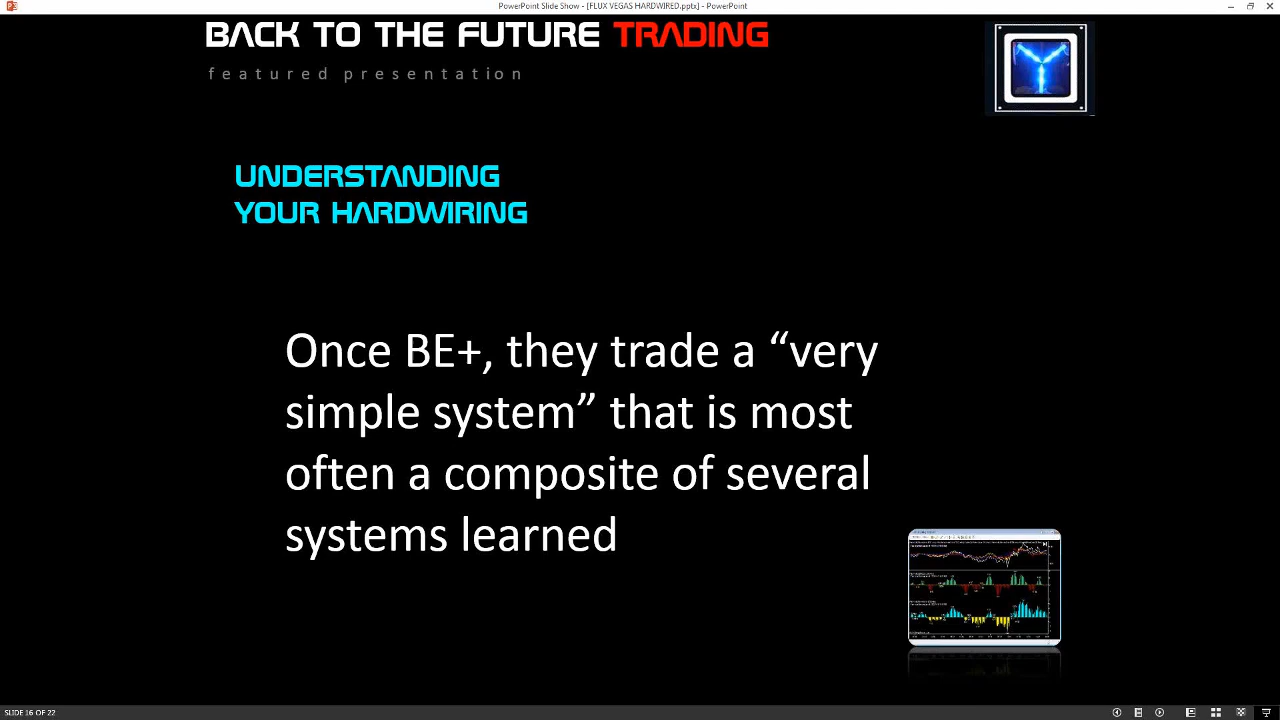 PowerPoint Slide Show - [FLUX VEGAS HARDWIRED.pptx] - PowerPoint
BACK TO THE FUTURE TRADING
featured presentation
UNDERSTANDING
YOUR HARDWIRING
Once BE+, they trade a “very
simple system” that is most
often a composite of several
systems learned
SLIDE 16 OF 22